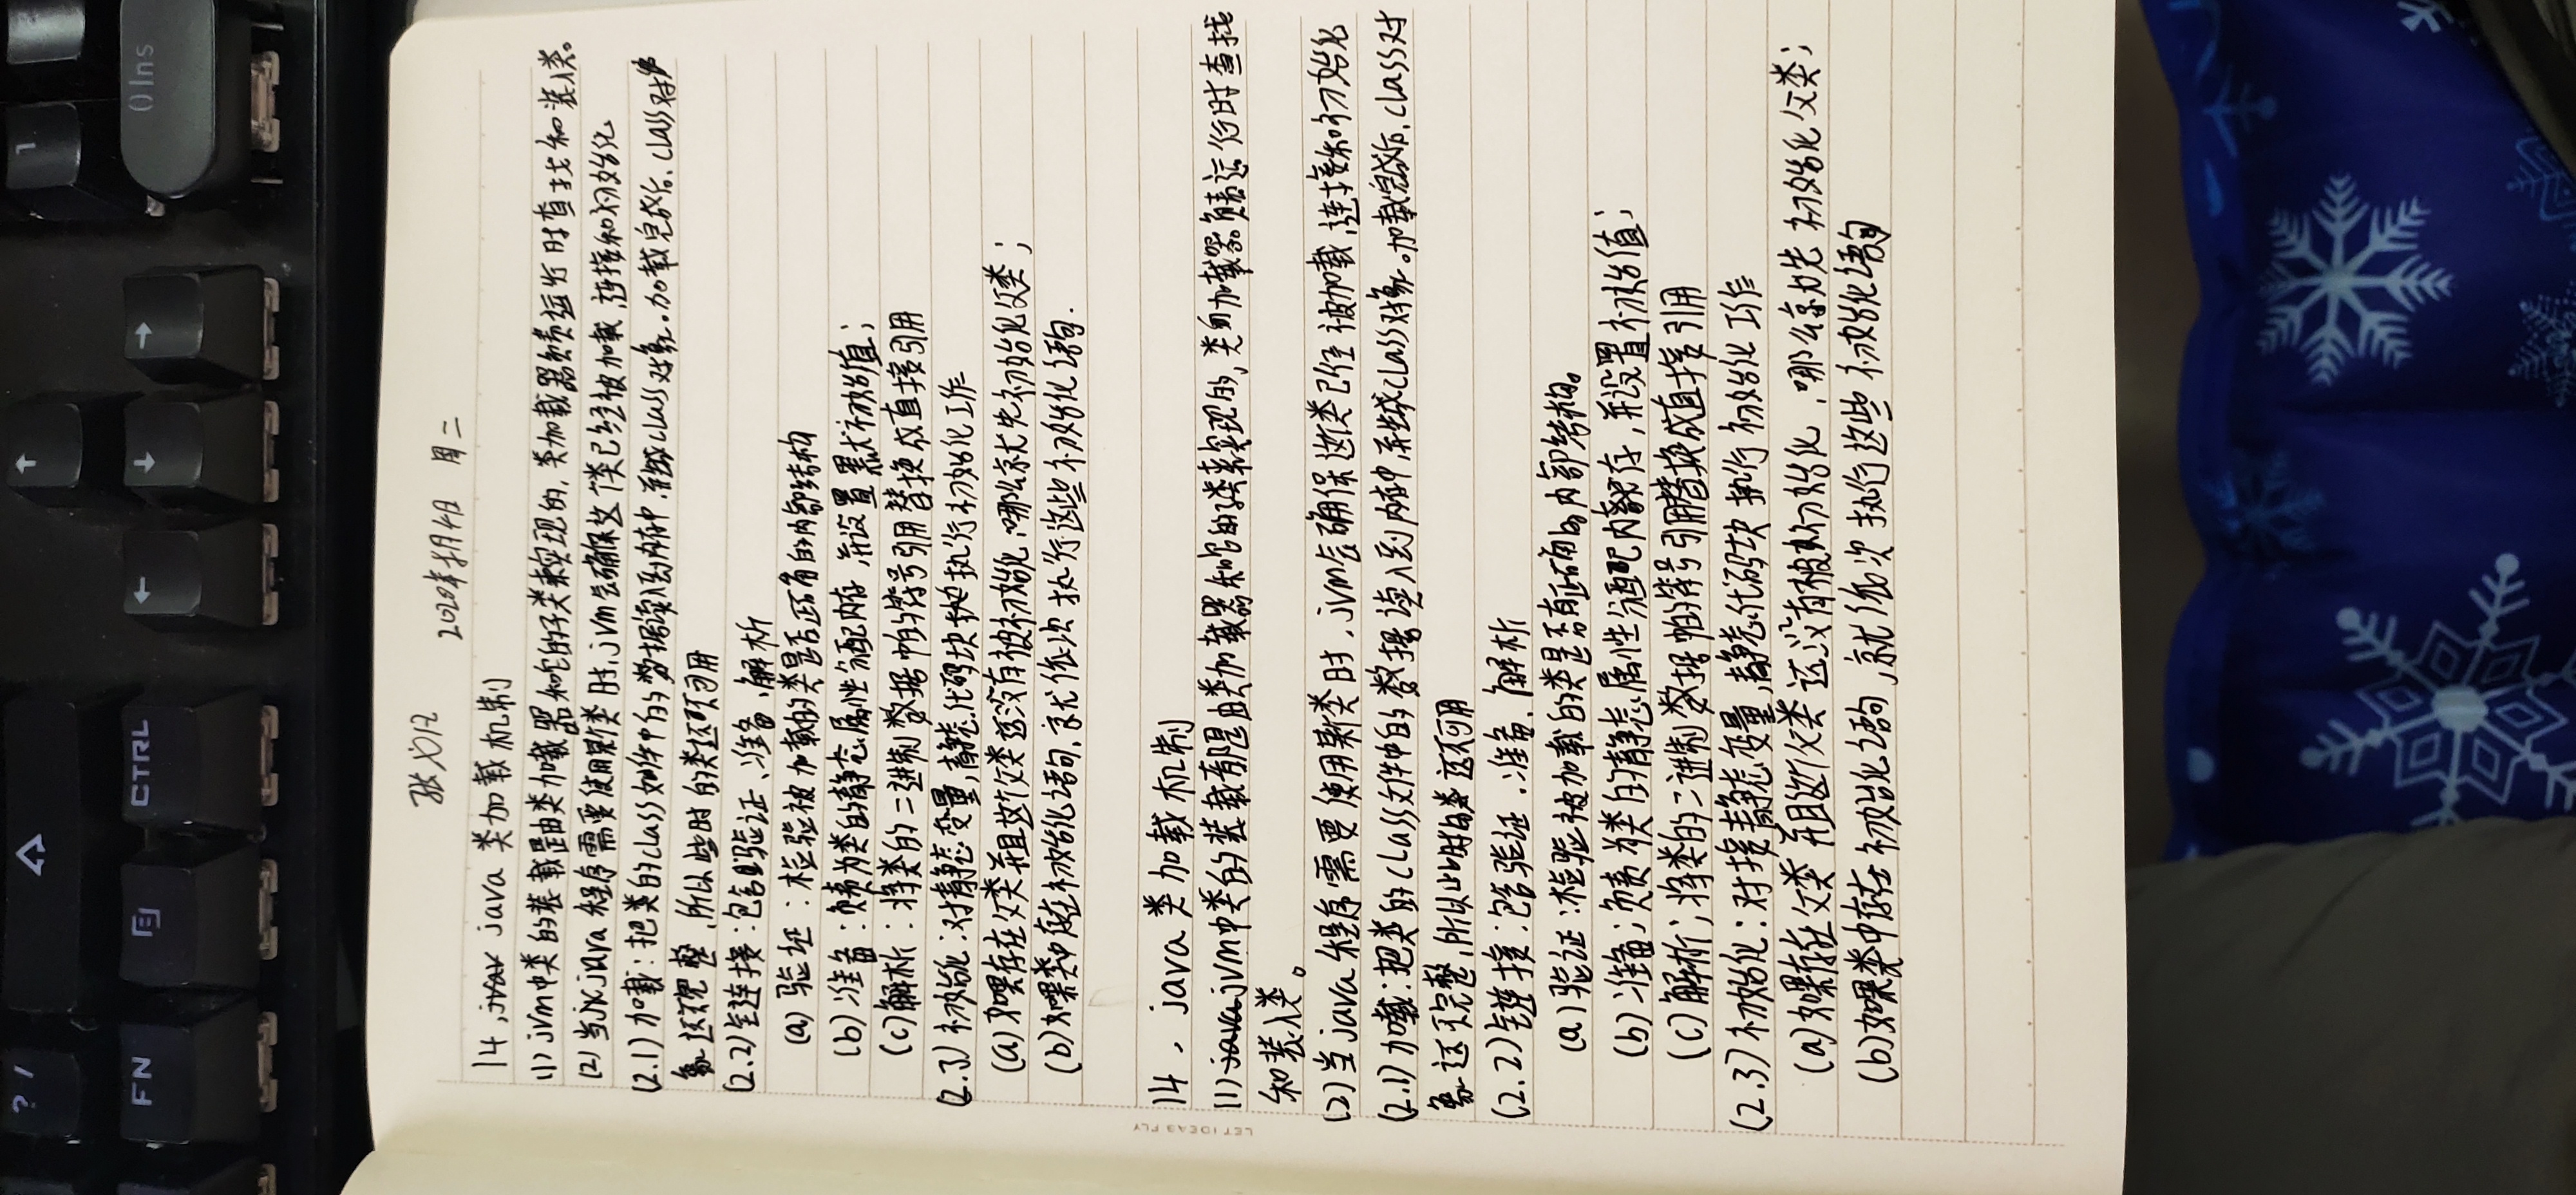 ? /
1
2
FN
CTRL
0 Ins
张
2020年8月4日 周二
14, java 类加载机制
(1) jvm中类的装载是由类加载器和它的子类来实现的, 类加载器负责运行时查找和装入类。
(2) 当java 程序需要使用某个类时, jvm会确保这个类已经被加载,连接和初始化
(2.1) 加载: 把类的class文件中的数据读入到内存中,并生成class对象。加载完成后, class对
象还不完整,所以些时的类还不可用
(2.2) 连接:包含验证、准备、解析
(a) 验证: 检验被加载的类是否正确的内部结构
(b) 准备: 负责为类的静态属性分配内存,并设置默认初始值;
(c) 解析: 将类的二进制数据中的符号引用替换成直接引用
(2.3) 初始化:对静态变量,静态代码块执行初始化工作
(a) 如果存在父类并且这个父类还没有被初始化,哪么就先初始化父类;
(b) 如果类中存在初始化语句,就依次执行这些初始化语句.
LET IDEAS FLY
14、java 类加载机制
(1) jvm中类的装载都是由类加载器和它的子类来实现的,类加载器负责运行时查找
和装入类。
(2) 当java 程序需要使用某个类时,jvm会确保这个类已经被加载,连接和初始化
(2.1) 加载:把类的class文件中的数据读入到内存中,并生成class对象。加载完成后,class对
象还不完整,所以此时的类还不可用
(2.2) 连接:包含验证、准备、解析
(a) 验证:检验被加载的类是否有正确的内部结构。
(b) 准备;负责为类的静态属性分配内存,并设置初始值;
(c) 解析;将类的二进制数据中的符号引用替换成直接引用
(2.3) 初始化:对静态变量,静态代码块执行初始化工作
(a) 如果存在父类并且这个父类还没有被初始化,哪么就先初始化父类;
(b) 如果类中存在初始化语句,就依次执行这些初始化语句